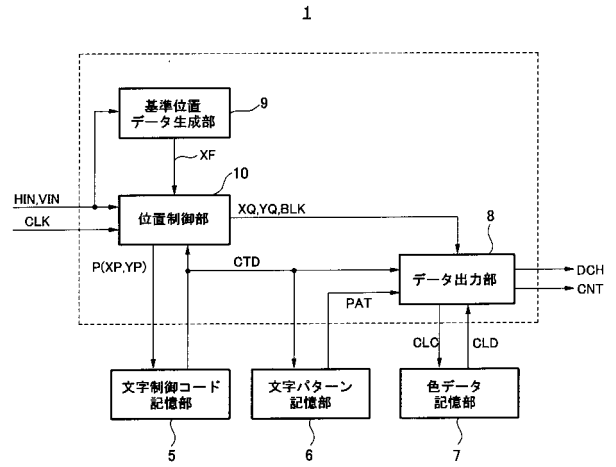 1
基準位置
データ生成部
9
XF
10
HIN,VIN
CLK
位置制御部
XQ,YQ,BLK
8
P(XP,YP)
CTD
データ出力部
DCH
CNT
PAT
CLC
CLD
文字制御コード
記憶部
文字パターン
記憶部
色データ
記憶部
5
6
7